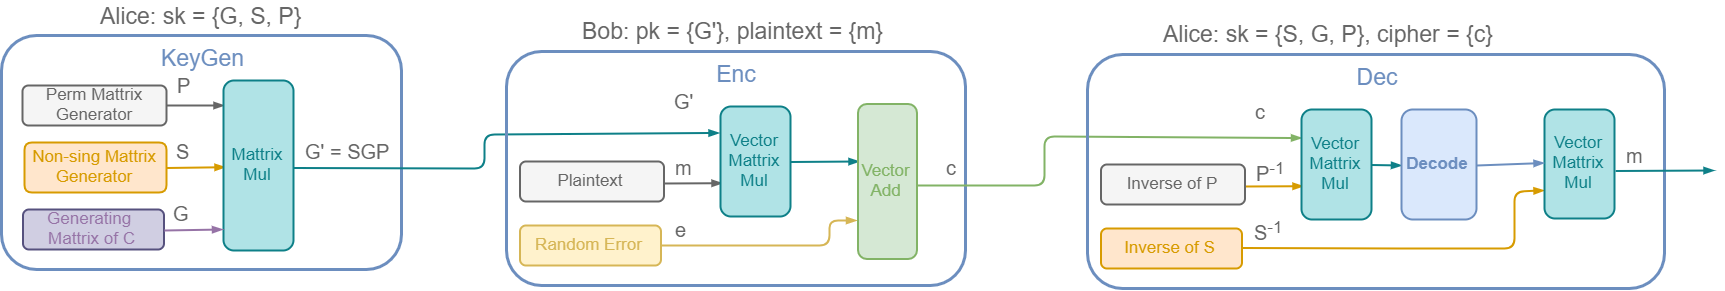 Alice: sk = {G, S, P}
KeyGen
Perm Mattrix
Generator
P
Non-sing Mattrix
Generator
S
Generating
Mattrix of C
G
Mattrix
Mul
G' = SGP
Bob: pk = {G'}, plaintext = {m}
Enc
G'
Plaintext
m
Random Error
e
Vector
Mattrix
Mul
Vector
Add
c
Alice: sk = {S, G, P}, cipher = {c}
Dec
c
Inverse of P
P-1
Inverse of S
S-1
Vector
Mattrix
Mul
Decode
Vector
Mattrix
Mul
m